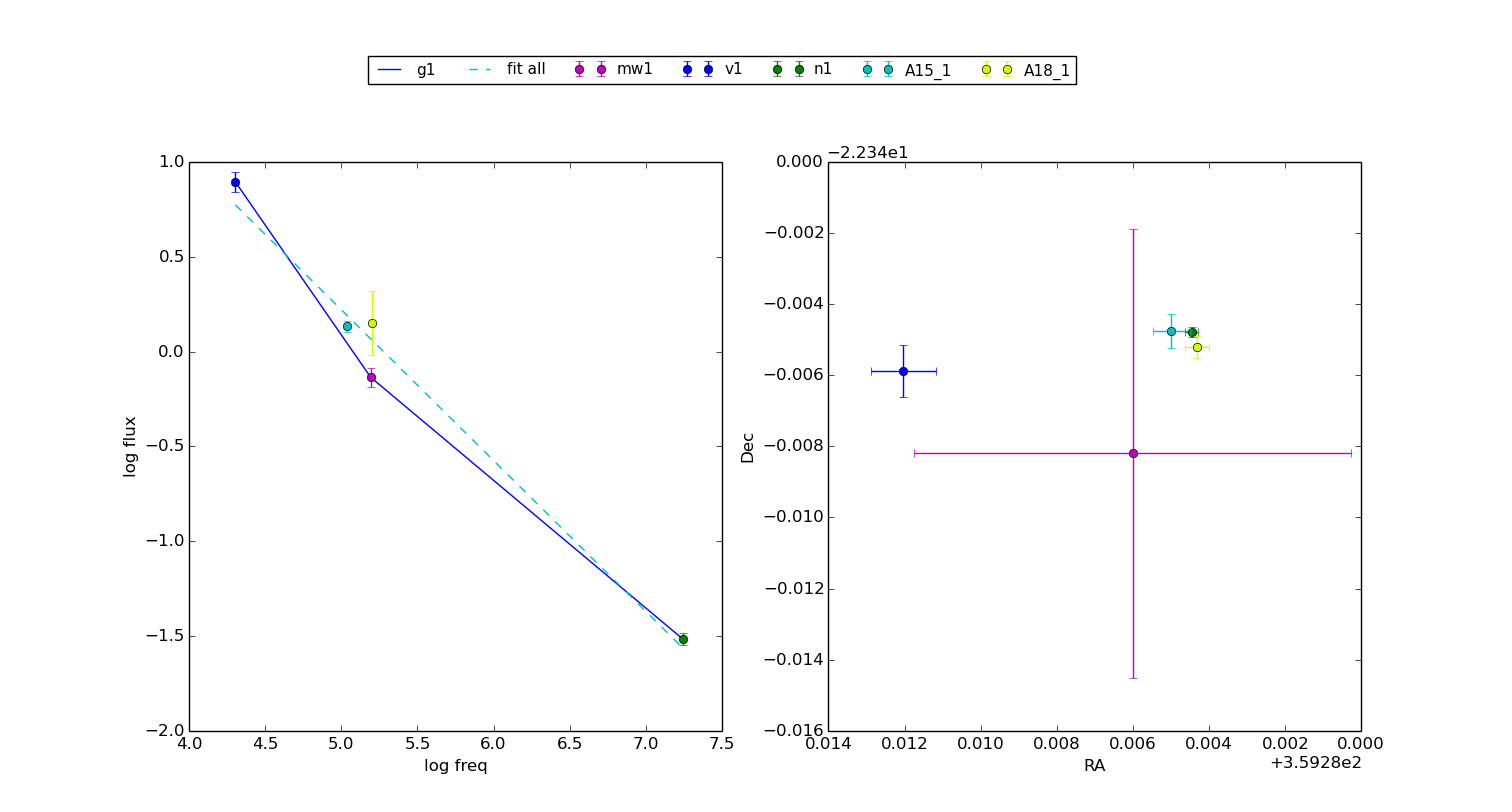 g1 fit all mw1 v1 n1 A15_1 A18_1
1.0
0.5
0.0
−0.5
−1.0
−1.5
−2.0
log flux
4.0 4.5 5.0 5.5 6.0 6.5 7.0 7.5
log freq
−2.234e1
0.000
−0.002
−0.004
−0.006
−0.008
−0.010
−0.012
−0.014
−0.016
Dec
0.014 0.012 0.010 0.008 0.006 0.004 0.002 0.000
RA
+3.5928e2